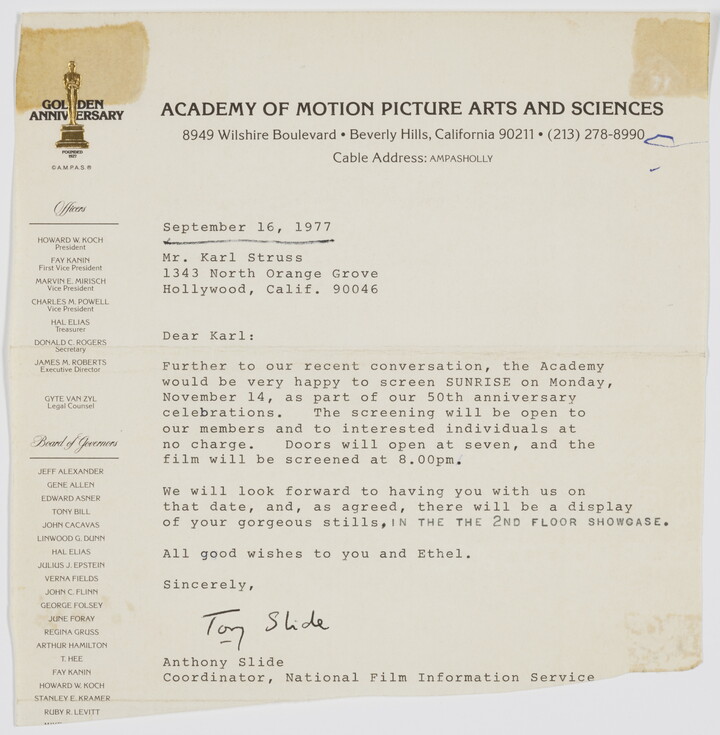 GOLDEN
ANNIVERSARY
FOUNDED
1927
©A.M.P.A.S.®
ACADEMY OF MOTION PICTURE ARTS AND SCIENCES
8949 Wilshire Boulevard • Beverly Hills, California 90211 • (213) 278-8990
Cable Address: AMPASHOLLY
Officers
HOWARD W. KOCH
President
FAY KANIN
First Vice President
MARVIN E. MIRISCH
Vice President
CHARLES M. POWELL
Vice President
HAL ELIAS
Treasurer
DONALD C. ROGERS
Secretary
JAMES M. ROBERTS
Executive Director
GYTE VAN ZYL
Legal Counsel
Board of Governors
JEFF ALEXANDER
GENE ALLEN
EDWARD ASNER
TONY BILL
JOHN CACAVAS
LINWOOD G. DUNN
HAL ELIAS
JULIUS J. EPSTEIN
VERNA FIELDS
JOHN C. FLINN
GEORGE FOLSEY
JUNE FORAY
REGINA GRUSS
ARTHUR HAMILTON
T. HEE
FAY KANIN
HOWARD W. KOCH
STANLEY E. KRAMER
RUBY R. LEVITT
September 16, 1977
Mr. Karl Struss
1343 North Orange Grove
Hollywood, Calif. 90046
Dear Karl:
Further to our recent conversation, the Academy
would be very happy to screen SUNRISE on Monday,
November 14, as part of our 50th anniversary
celebrations. The screening will be open to
our members and to interested individuals at
no charge. Doors will open at seven, and the
film will be screened at 8.00pm.
We will look forward to having you with us on
that date, and, as agreed, there will be a display
of your gorgeous stills, IN THE THE 2ND FLOOR SHOWCASE.
All good wishes to you and Ethel.
Sincerely,
Tony Slide
Anthony Slide
Coordinator, National Film Information Service